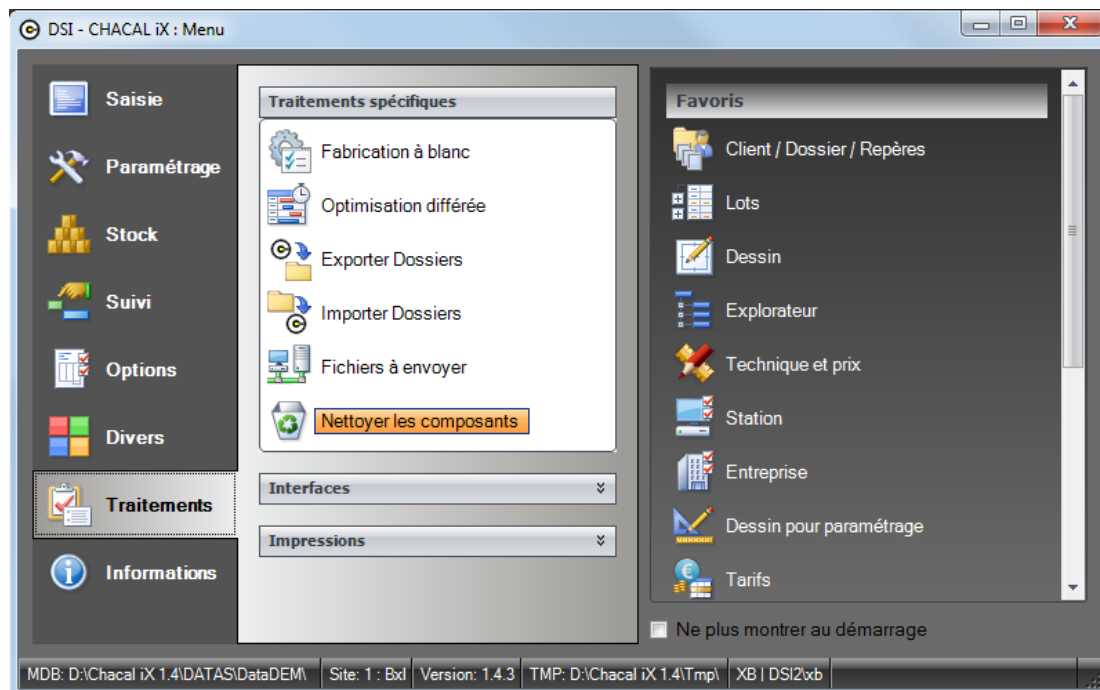 DSI - CHACAL iX : Menu
Saisie
Paramétrage
Stock
Suivi
Options
Divers
Traitements
Informations
Traitements spécifiques
Fabrication à blanc
Optimisation différée
Exporter Dossiers
Importer Dossiers
Fichiers à envoyer
Nettoyer les composants
Interfaces
Impressions
Favoris
Client / Dossier / Repères
Lots
Dessin
Explorateur
Technique et prix
Station
Entreprise
Dessin pour paramétrage
Tarifs
Ne plus montrer au démarrage
MDB: D:\Chacal iX 1.4\DATAS\DataDEM\ Site: 1 : Bxl Version: 1.4.3 TMP: D:\Chacal iX 1.4\Tmp\ XB | DSI2\xb